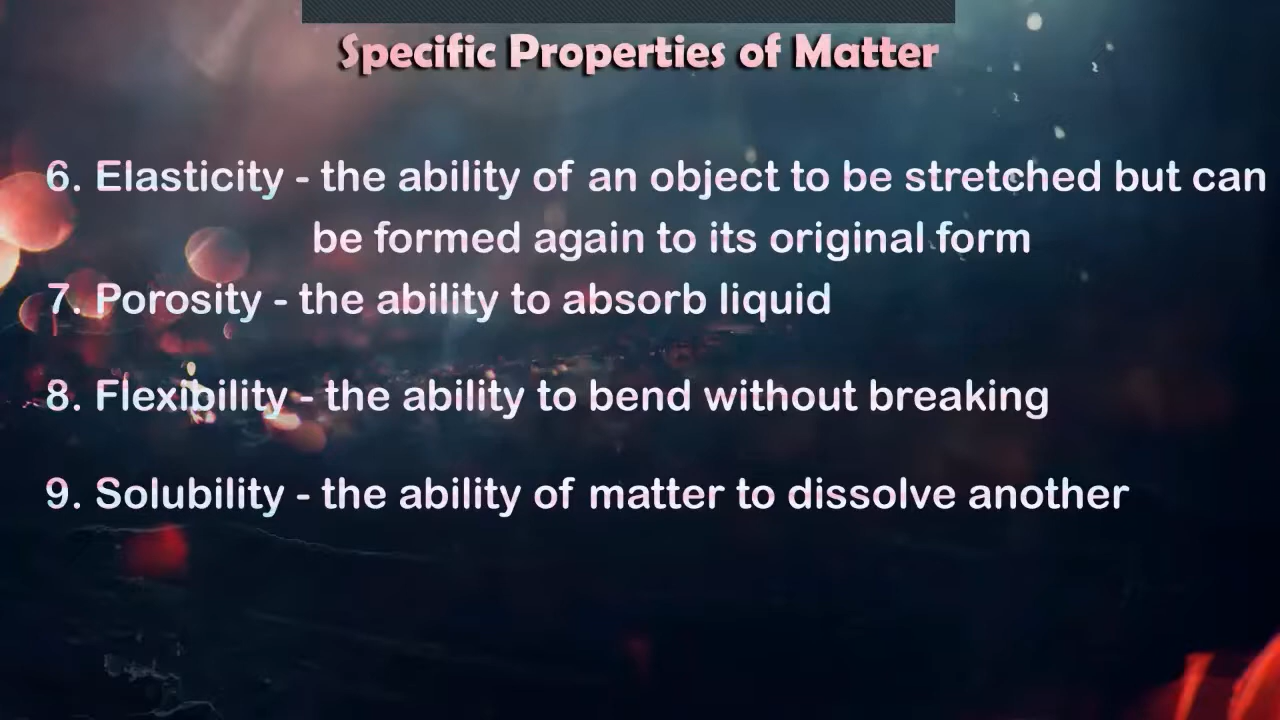 Specific Properties of Matter
6. Elasticity - the ability of an object to be stretched but can
be formed again to its original form
7. Porosity - the ability to absorb liquid
8. Flexibility - the ability to bend without breaking
9. Solubility - the ability of matter to dissolve another